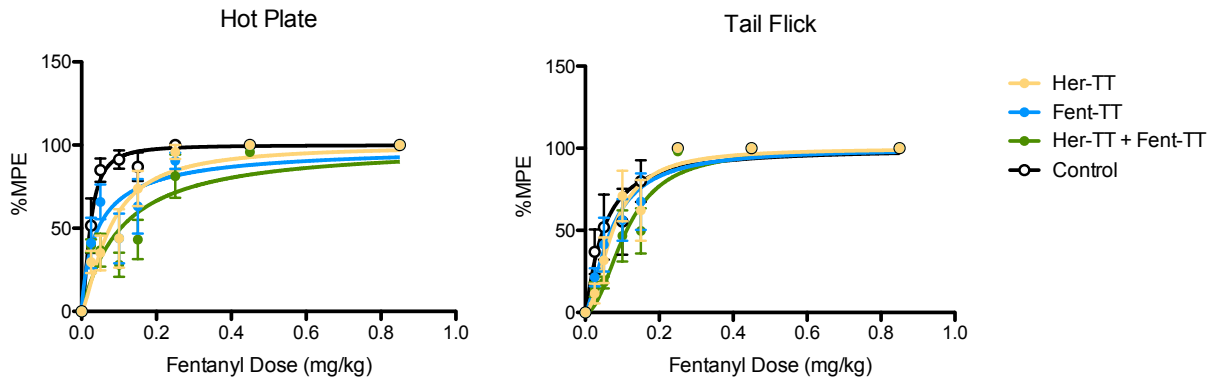 Hot Plate
%MPE
150
100
50
0
0.0 0.2 0.4 0.6 0.8 1.0
Fentanyl Dose (mg/kg)
Tail Flick
%MPE
150
100
50
0
0.0 0.2 0.4 0.6 0.8 1.0
Fentanyl Dose (mg/kg)
Her-TT
Fent-TT
Her-TT + Fent-TT
Control